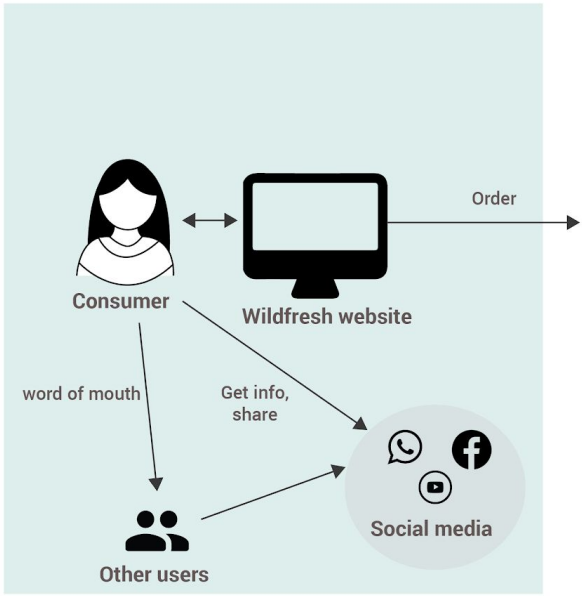 Order
Consumer
Wildfresh website
word of mouth
Get info,
share
Social media
Other users